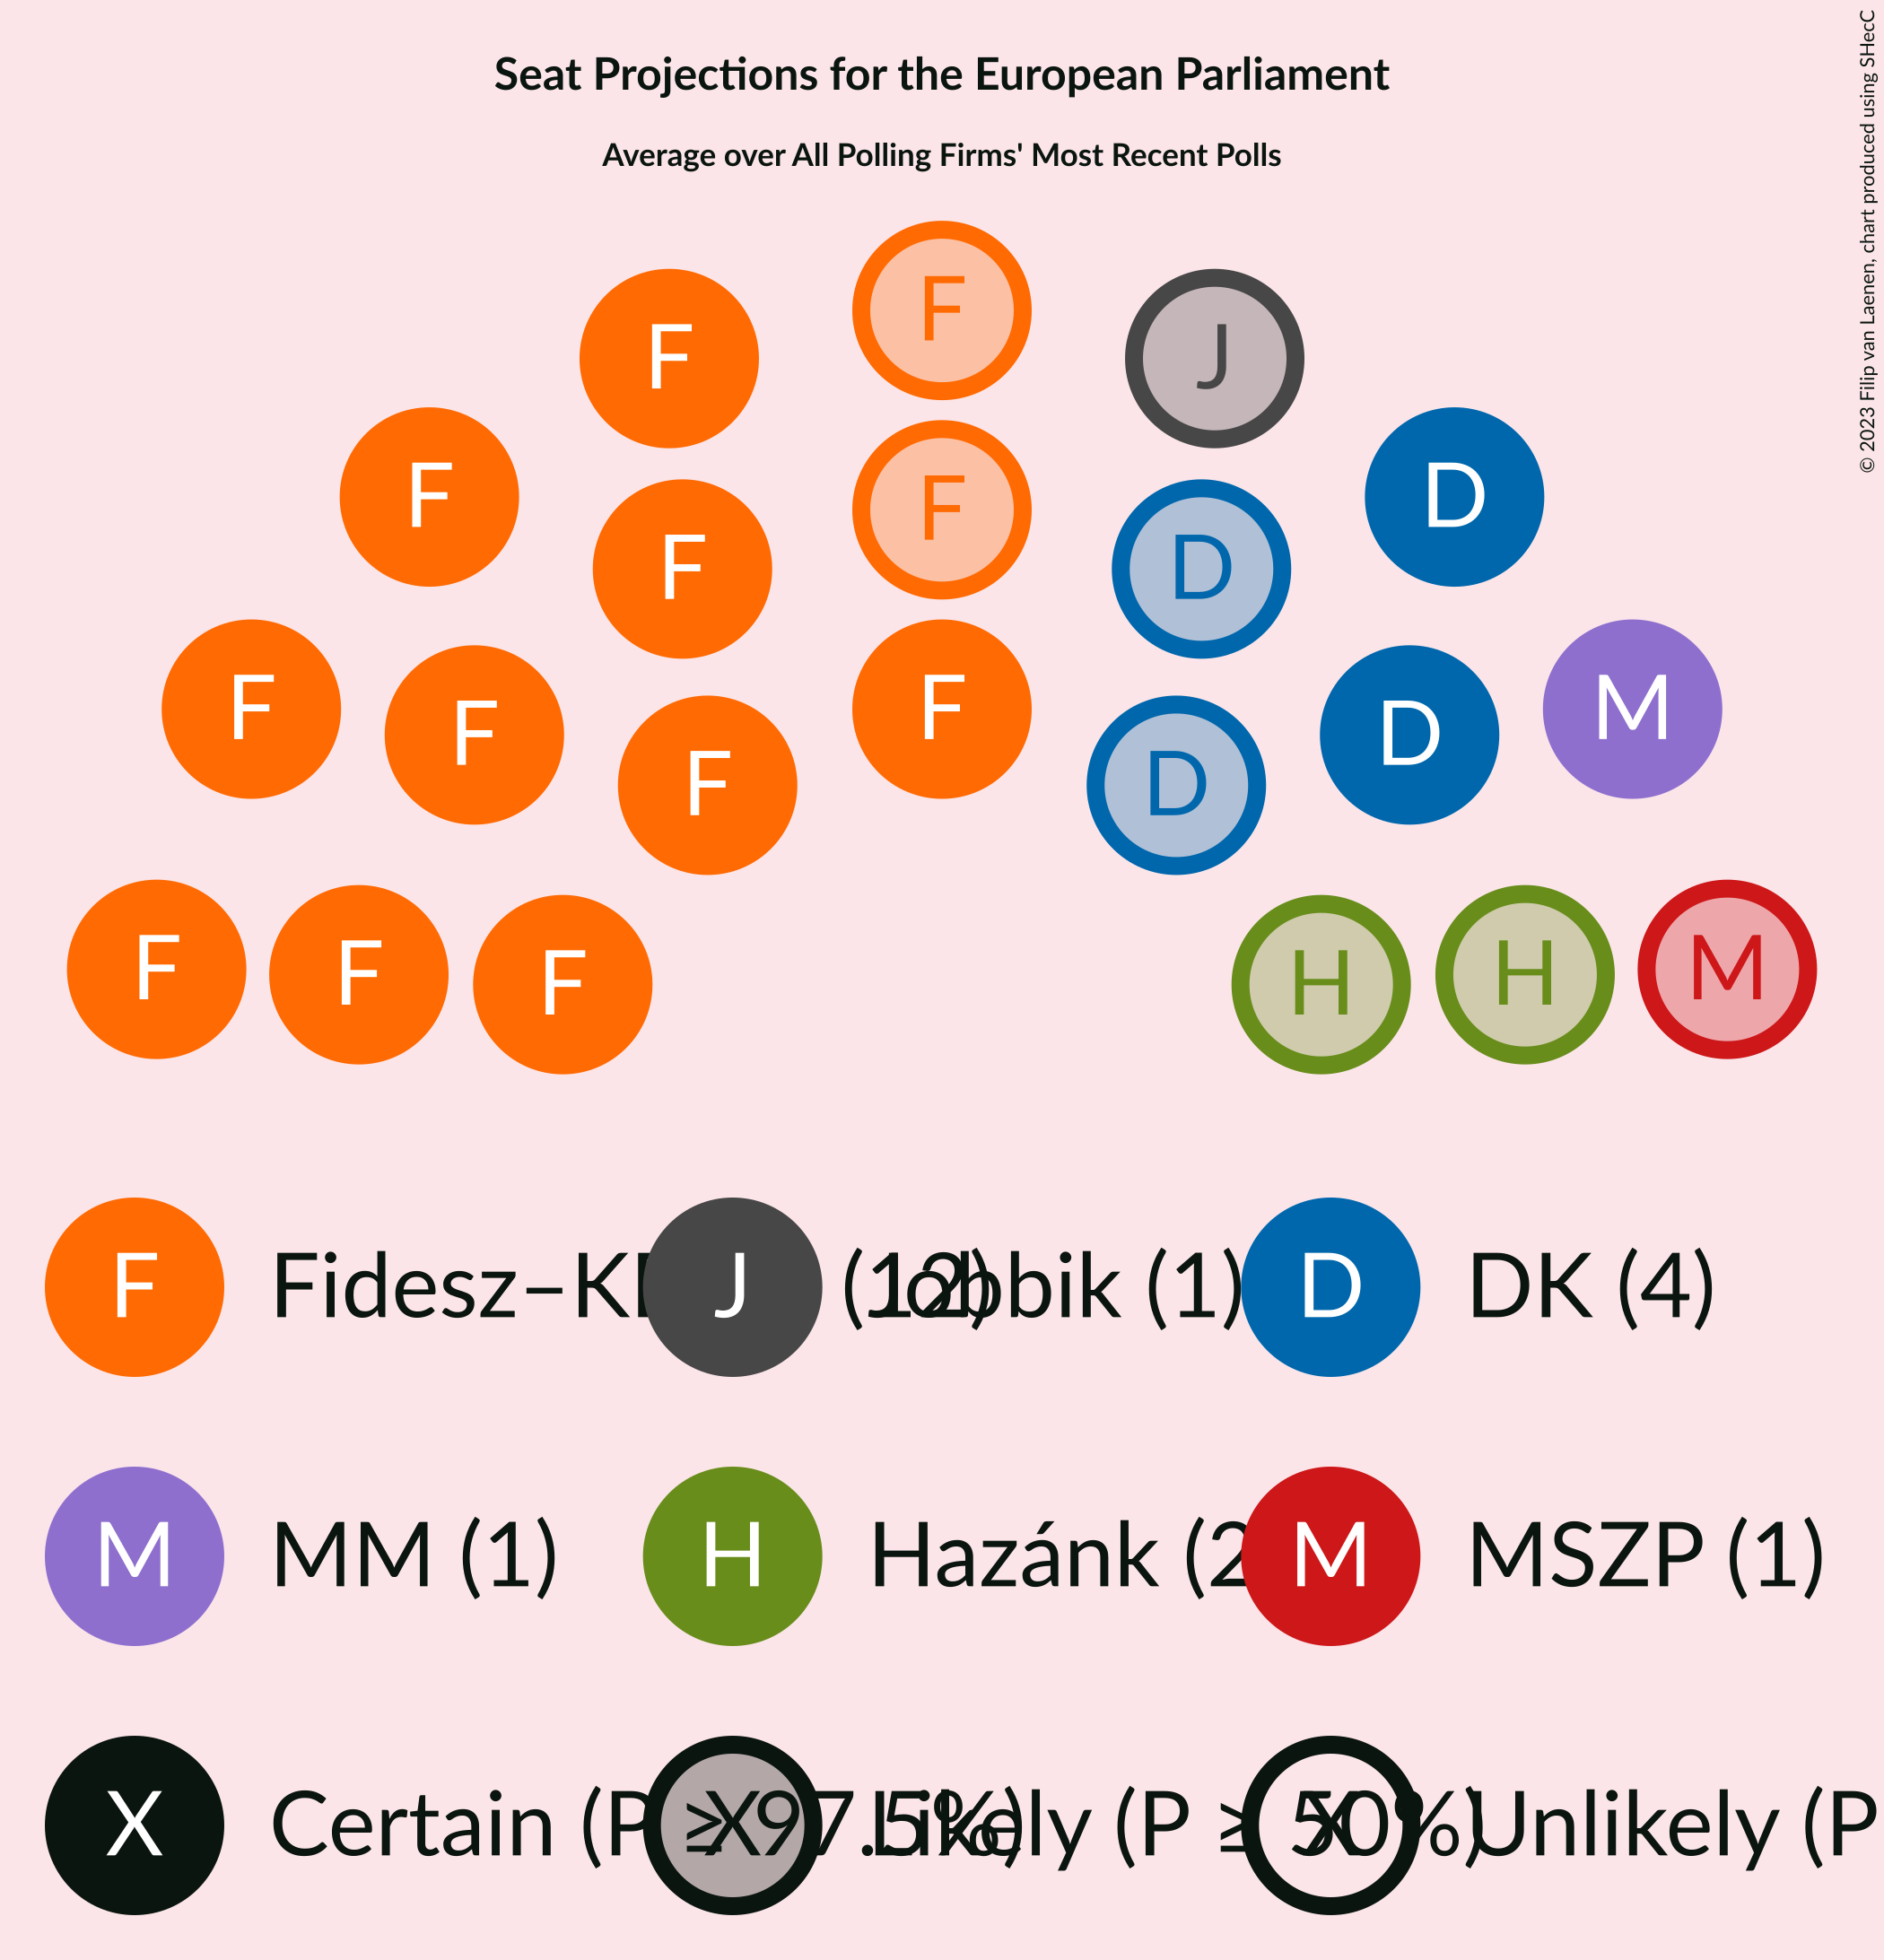 Seat Projections for the European Parliament
Average over All Polling Firms' Most Recent Polls
© 2023 Filip van Laenen, chart produced using SHecC
F
F J
F F D
F D
F F M
F F D
F D
F F F H H M
F Fidesz–K (12) J Jobbik (1) D DK (4)
M MM (1) H Hazánk (2 M MSZP (1)
X Certain (P ≥ 97.5%) X Likely (P ≥ 50%) X Unlikely (P